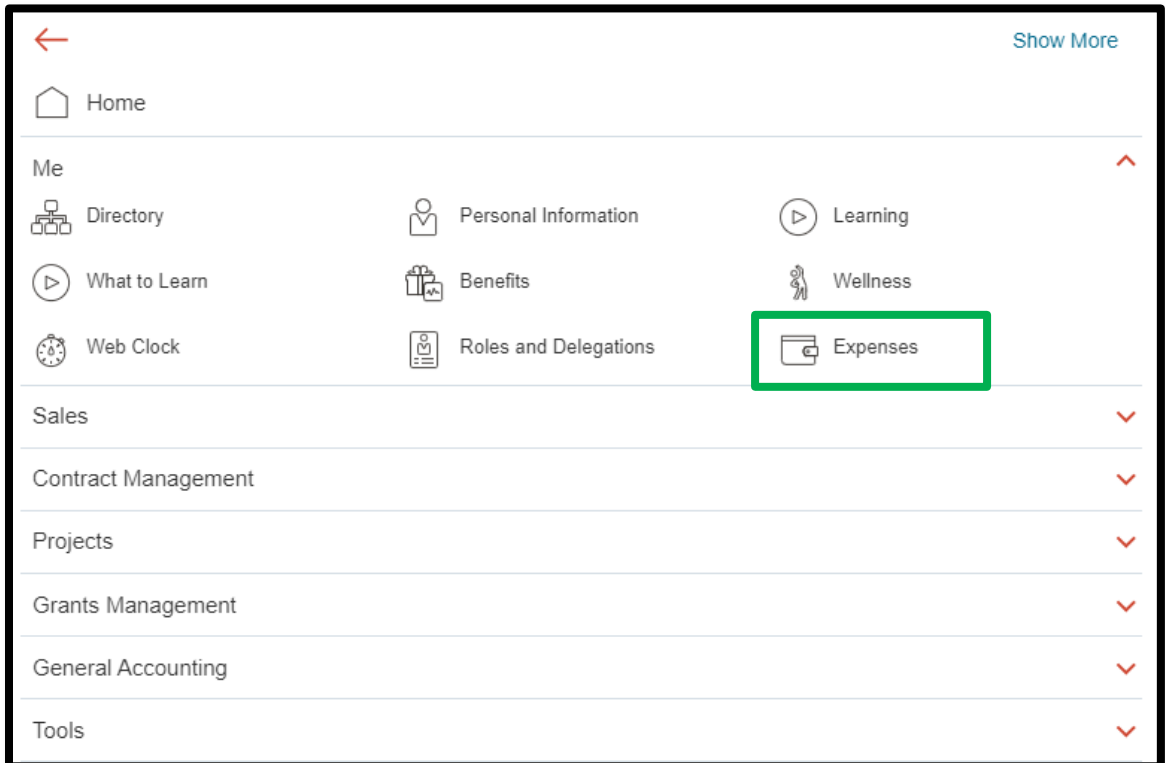 Show More
Home
Me
Directory
Personal Information
Learning
What to Learn
Benefits
Wellness
Web Clock
Roles and Delegations
Expenses
Sales
Contract Management
Projects
Grants Management
General Accounting
Tools